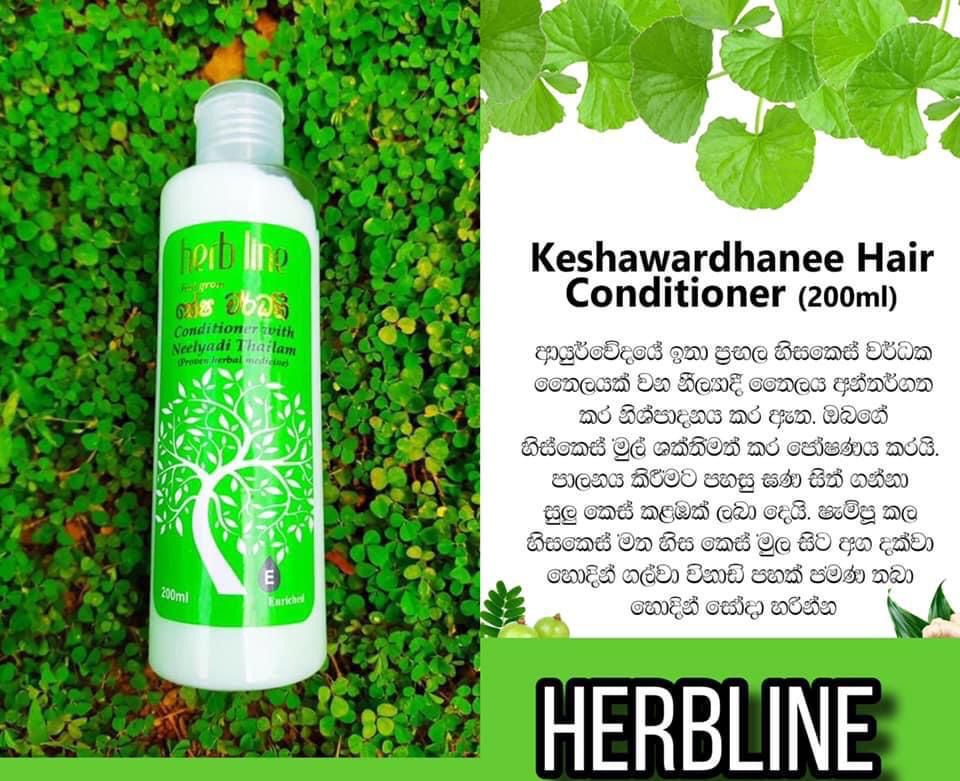 herb line
කේෂ වර්ධනී
Conditioner with
Neelyadi Thailam
(Proven herbal medicine)
200ml
E
Enriched
Keshawardhanee Hair
Conditioner (200ml)
ආයුර්වේදයේ ඉතා ප්‍රභල හිසකෙස් වර්ධක
තෛලයක් වන නීල්‍යාදී තෛලය අන්තර්ගත
කර නිශ්පාදනය කර ඇත. ඔබගේ
හිස්කෙස් මුල් ශක්තිමත් කර පෝෂණය කරයි.
පාලනය කිරීමට පහසු ඝණ සිත් ගන්නා
සුලු කෙස් කළඹක් ලබා දෙයි. ෂැම්පූ කල
හිසකෙස් මත හිස කෙස් මුල සිට අග දක්වා
හොදින් ගල්වා විනාඩි පහක් පමණ තබා
හොදින් සෝදා හරින්න
HERBLINE